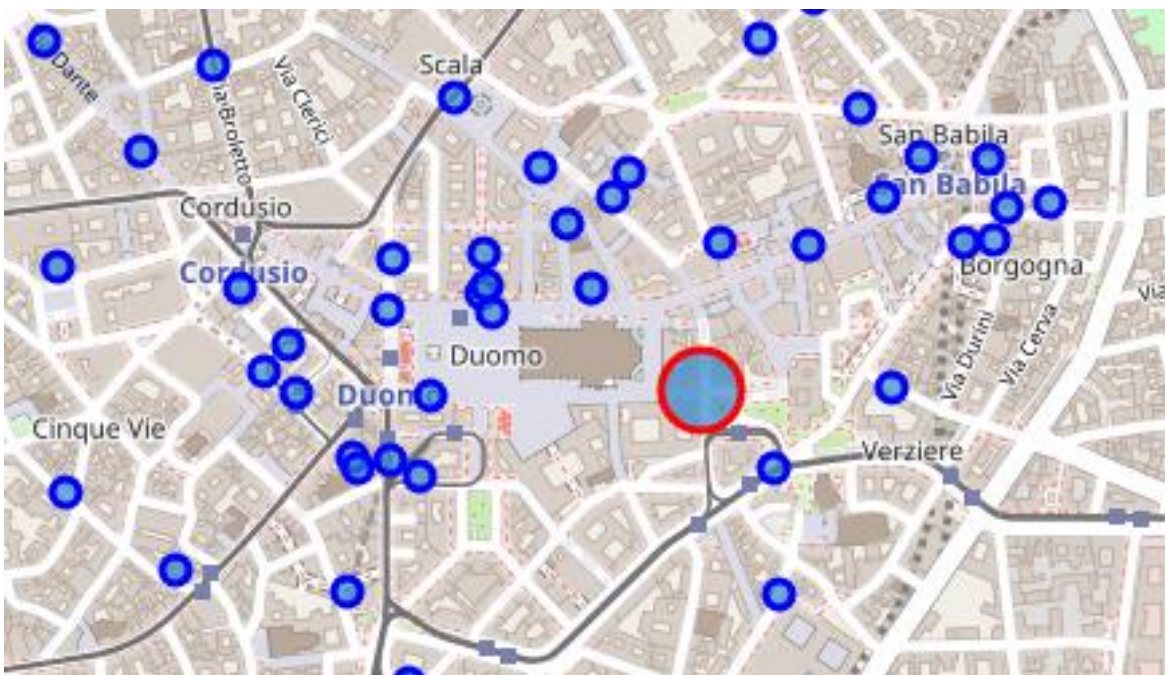 Dante
Via Broletto
Via Clerici
Scala
San Babila
San Babila
Cordusio
Cordusio
Borgogna
Duomo
Duomo
Via Durini
Via Cerva
Via
Cinque Vie
Verziere